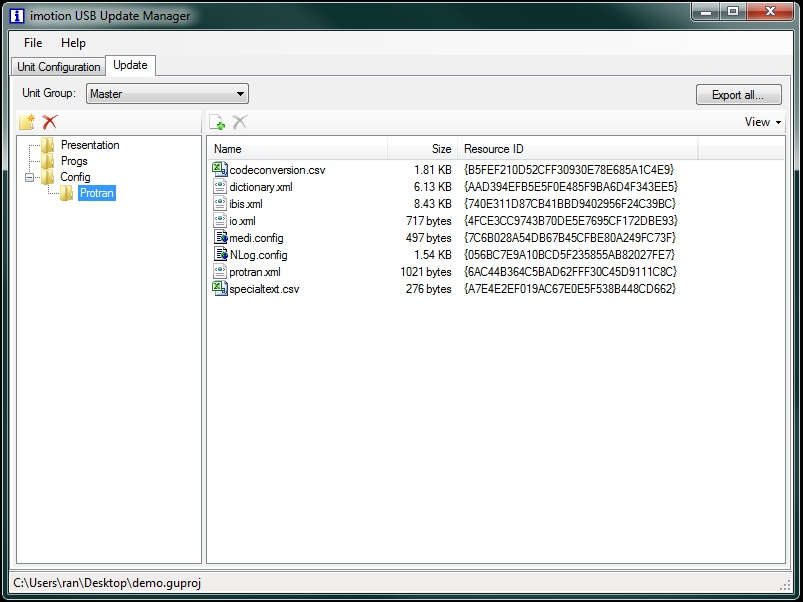 imotion USB Update Manager
File Help
Unit Configuration Update
Unit Group: Master Export all...
View
Presentation
Progs
Config
Protran
Name Size Resource ID
codeconversion.csv 1.81 KB {B5FEF210D52CFF30930E78E685A1C4E9}
dictionary.xml 6.13 KB {AAD394EFB5E5F0E485F9BA6D4F343EE5}
ibis.xml 8.43 KB {740E311D87CB41BBD9402956F24C39BC}
io.xml 717 bytes {4FCE3CC9743B70DE5E7695CF172DBE93}
medi.config 497 bytes {7C6B028A54DB67B45CFBE80A249FC73F}
NLog.config 1.54 KB {056BC7E9A10BCD5F235855AB82027FE7}
protran.xml 1021 bytes {6AC44B364C5BAD62FFF30C45D9111C8C}
specialtext.csv 276 bytes {A7E4E2EF019AC67E0E5F538B448CD662}
C:\Users\ran\Desktop\demo.guproj